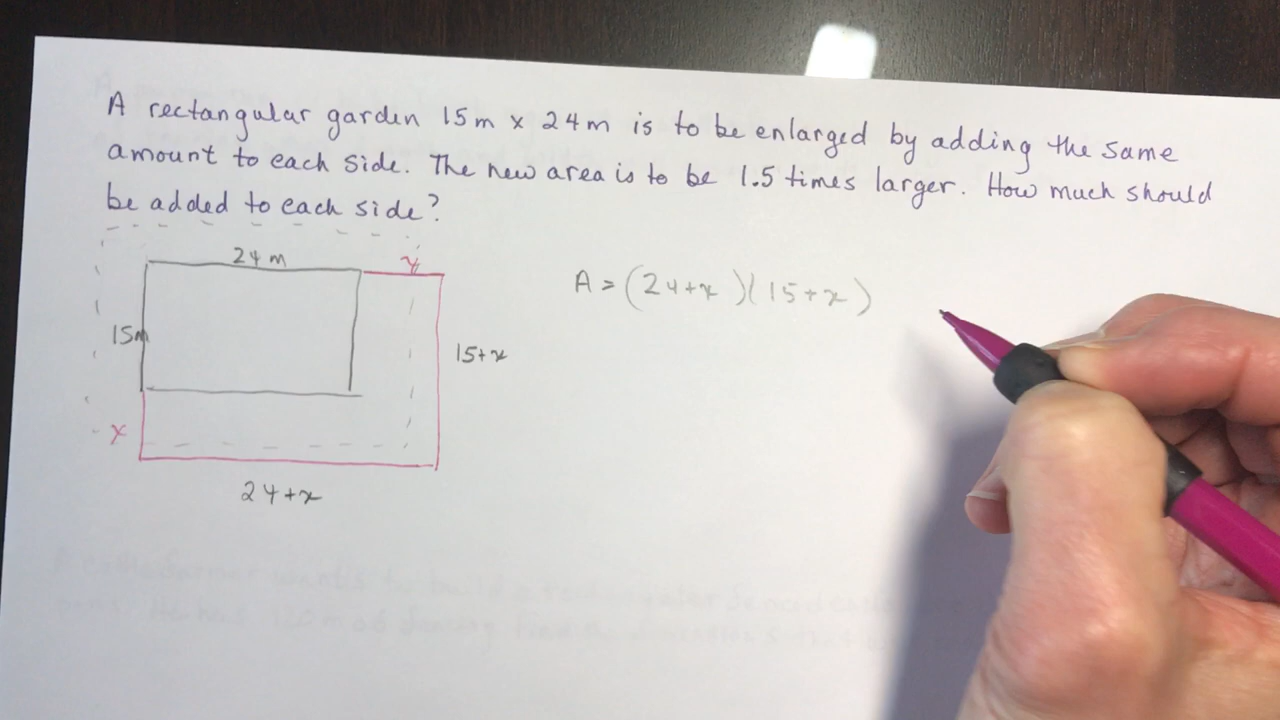 A rectangular garden 15m x 24m is to be enlarged by adding the same
amount to each side. The new area is to be 1.5 times larger. How much should
be added to each side?
24 m
x
A = (24+x)(15+x)
15m
15+x
x
24+x